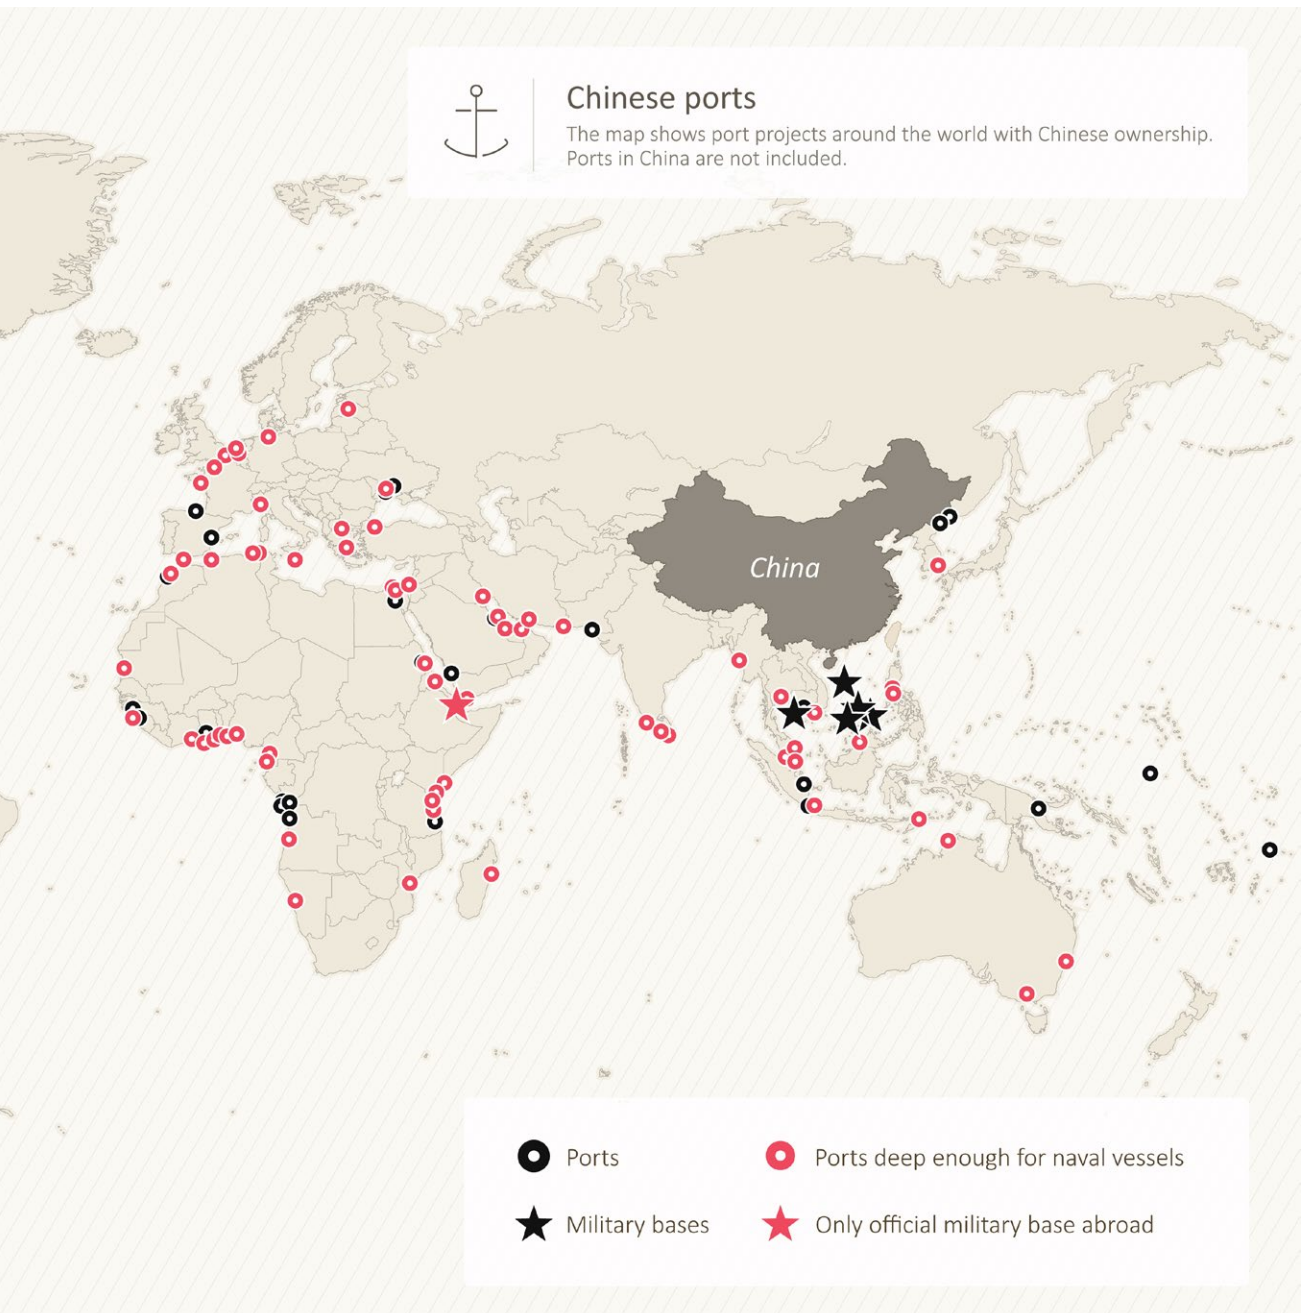 Chinese ports
The map shows port projects around the world with Chinese ownership.
Ports in China are not included.
China
Ports
Ports deep enough for naval vessels
Military bases
Only official military base abroad